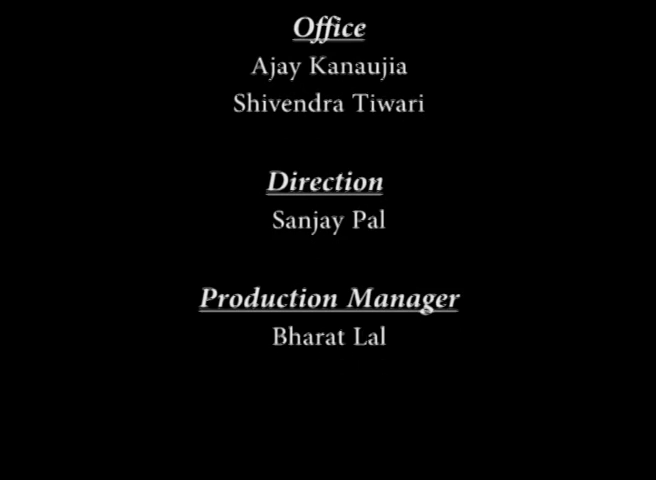 Office
Ajay Kanaujia
Shivendra Tiwari
Direction
Sanjay Pal
Production Manager
Bharat Lal